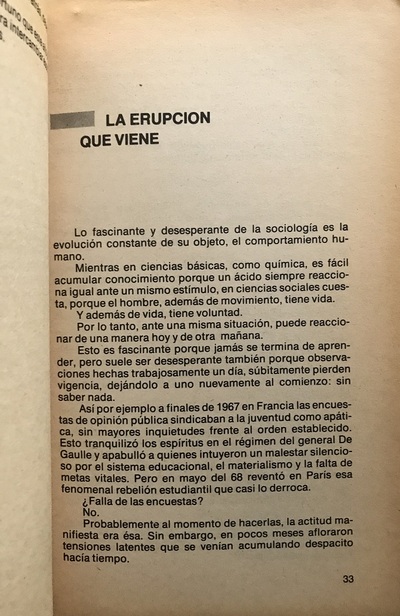 LA ERUPCION
QUE VIENE
Lo fascinante y desesperante de la sociología es la
evolución constante de su objeto, el comportamiento hu-
mano.
Mientras en ciencias básicas, como química, es fácil
acumular conocimiento porque un ácido siempre reaccio-
na igual ante un mismo estímulo, en ciencias sociales cues-
ta, porque el hombre, además de movimiento, tiene vida.
Y además de vida, tiene voluntad.
Por lo tanto, ante una misma situación, puede reaccio-
nar de una manera hoy y de otra mañana.
Esto es fascinante porque jamás se termina de apren-
der, pero suele ser desesperante también porque observa-
ciones hechas trabajosamente un día, súbitamente pierden
vigencia, dejándolo a uno nuevamente al comienzo: sin
saber nada.
Así por ejemplo a finales de 1967 en Francia las encues-
tas de opinión pública sindicaban a la juventud como apáti-
ca, sin mayores inquietudes frente al orden establecido.
Esto tranquilizó los espíritus en el régimen del general De
Gaulle y apabulló a quienes intuyeron un malestar silencio-
so por el sistema educacional, el materialismo y la falta de
metas vitales. Pero en mayo del 68 reventó en París esa
fenomenal rebelión estudiantil que casi lo derroca.
¿Falla de las encuestas?
No.
Probablemente al momento de hacerlas, la actitud ma-
nifiesta era ésa. Sin embargo, en pocos meses afloraron
tensiones latentes que se venían acumulando despacito
hacía tiempo.
33